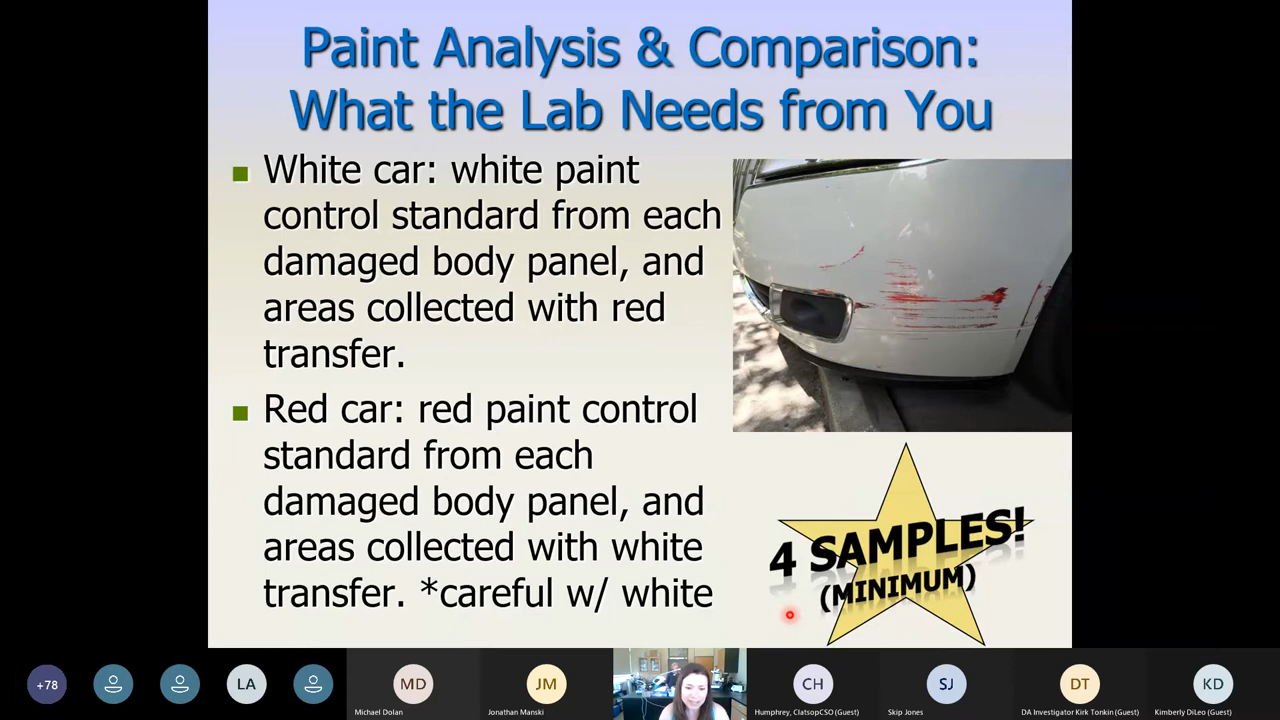 Paint Analysis & Comparison:
What the Lab Needs from You
White car: white paint
control standard from each
damaged body panel, and
areas collected with red
transfer.
Red car: red paint control
standard from each
damaged body panel, and
areas collected with white
transfer. *careful w/ white
4 SAMPLES!
(MINIMUM)
+78
LA
MD
Michael Dolan
JM
Jonathan Manski
CH
Humphrey, ClatsopCSO (Guest)
SJ
Skip Jones
DT
DA Investigator Kirk Tonkin (Guest)
KD
Kimberly DiLeo (Guest)